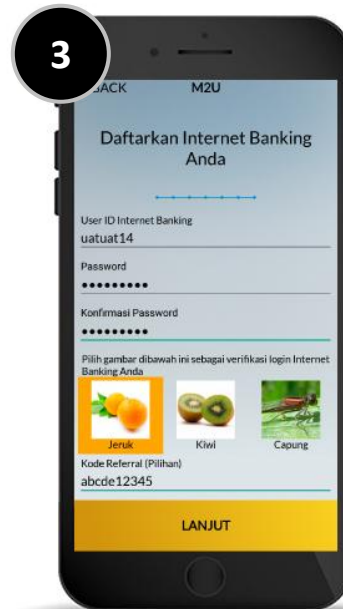 3
BACK M2U
Daftarkan Internet Banking
Anda
User ID Internet Banking
uatuat14
Password
•••••••••
Konfirmasi Password
•••••••••
Pilih gambar dibawah ini sebagai verifikasi login Internet
Banking Anda
Jeruk Kiwi Capung
Kode Referral (Pilihan)
abcde12345
LANJUT